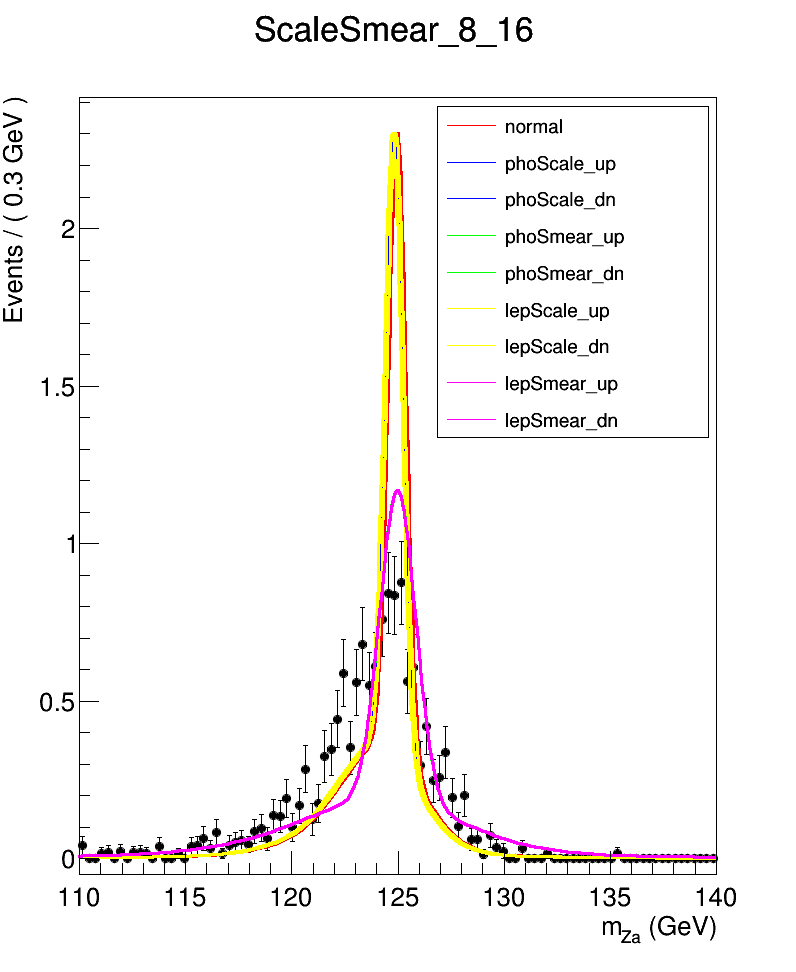 ScaleSmear_8_16
Events / ( 0.3 GeV )
normal
phoScale_up
phoScale_dn
phoSmear_up
phoSmear_dn
lepScale_up
lepScale_dn
lepSmear_up
lepSmear_dn
2
1.5
1
0.5
0
110 115 120 125 130 135 140
m_Za (GeV)